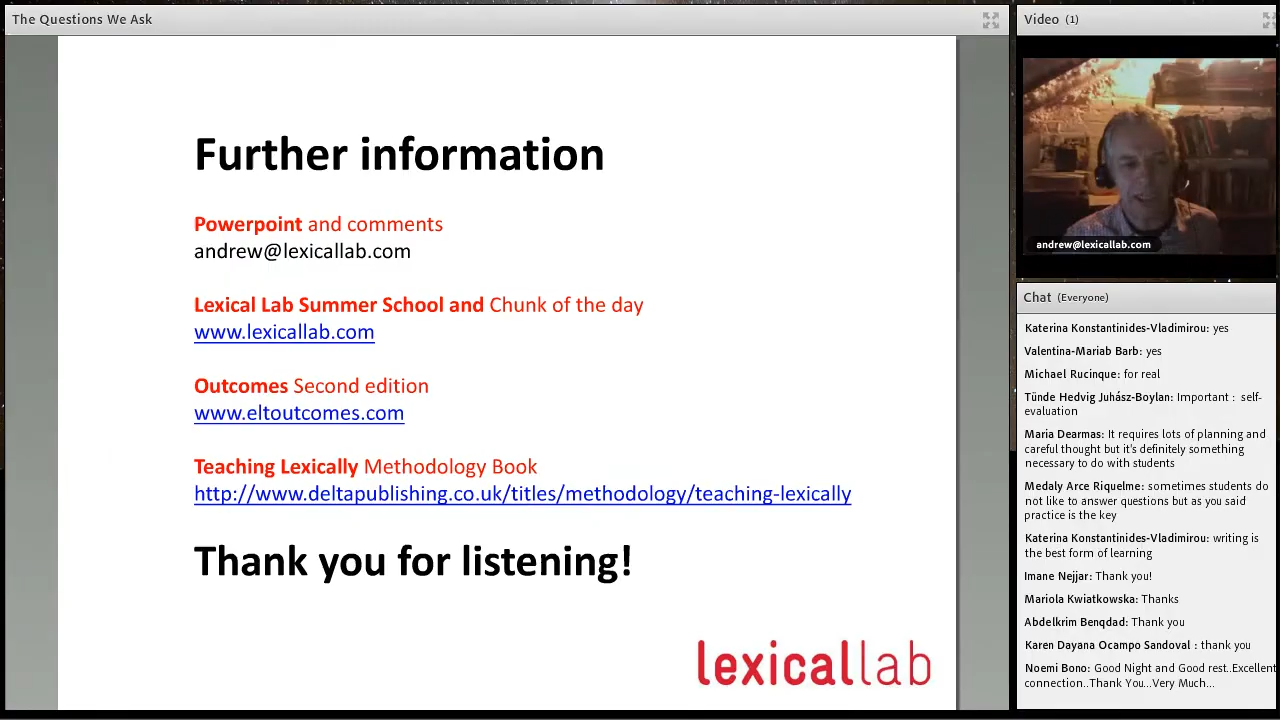 The Questions We Ask
Further information
Powerpoint and comments
andrew@lexicallab.com
Lexical Lab Summer School and Chunk of the day
www.lexicallab.com
Outcomes Second edition
www.eltoutcomes.com
Teaching Lexically Methodology Book
http://www.deltapublishing.co.uk/titles/methodology/teaching-lexically
Thank you for listening!
lexicallab
Video (1)
andrew@lexicallab.com
Chat (Everyone)
Katerina Konstantinides-Vladimirou: yes
Valentina-Mariab Barb: yes
Michael Rucinque: for real
Tünde Hedvig Juhász-Boylan: Important : self-
evaluation
Maria Dearmas: It requires lots of planning and
careful thought but it's definitely something
necessary to do with students
Medaly Arce Riquelme: sometimes students do
not like to answer questions but as you said
practice is the key
Katerina Konstantinides-Vladimirou: writing is
the best form of learning
Imane Nejjar: Thank you!
Mariola Kwiatkowska: Thanks
Abdelkrim Benqdad: Thank you
Karen Dayana Ocampo Sandoval : thank you
Noemi Bono: Good Night and Good rest..Excellent
connection..Thank You...Very Much...